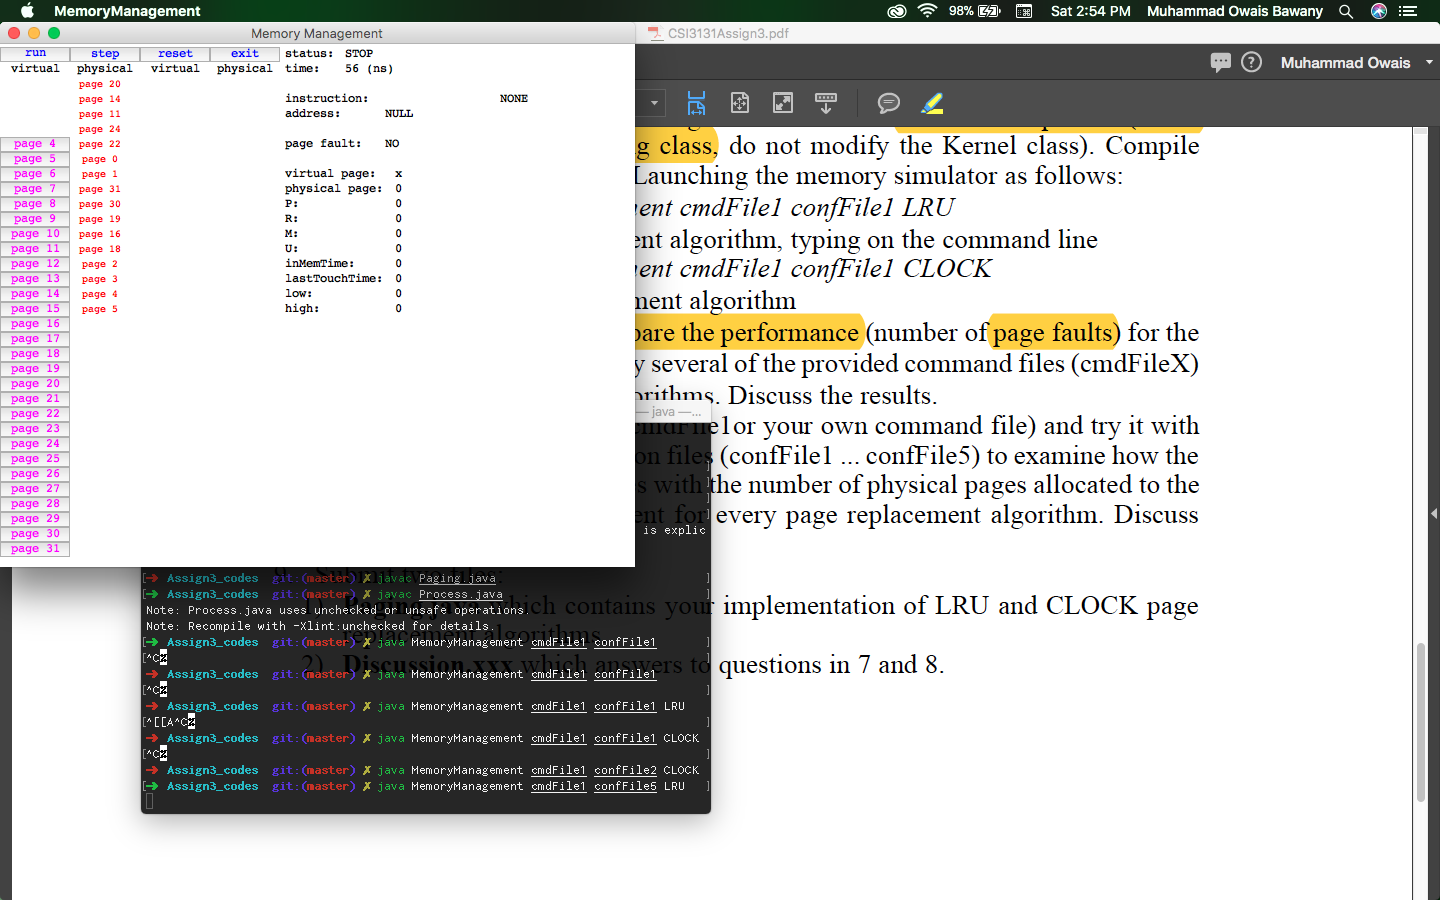 MemoryManagement 98% Sat 2:54 PM Muhammad Owais Bawany
Memory Management
CSI3131Assign3.pdf
run step reset exit status: STOP
virtual physical virtual physical time: 56 (ns)
Muhammad Owais
page 20
page 14 instruction: NONE
page 11 address: NULL
page 24
page 4 page 22 page fault: NO
page 5 page 0
page 6 page 1 virtual page: x
page 7 page 31 physical page: 0
page 8 page 30 P: 0
page 9 page 19 R: 0
page 10 page 16 M: 0
page 11 page 18 U: 0
page 12 page 2 inMemTime: 0
page 13 page 3 lastTouchTime: 0
page 14 page 4 low: 0
page 15 page 5 high: 0
page 16
page 17
page 18
page 19
page 20
page 21
page 22
page 23
page 24
page 25
page 26
page 27
page 28
page 29
page 30
page 31
g class, do not modify the Kernel class). Compile
Launching the memory simulator as follows:
ent cmdFile1 confFile1 LRU
ent algorithm, typing on the command line
ent cmdFile1 confFile1 CLOCK
ment algorithm
pare the performance (number of page faults) for the
y several of the provided command files (cmdFileX)
orithms. Discuss the results.
— java —...
cmdFile1or your own command file) and try it with
on files (confFile1 ... confFile5) to examine how the
s with the number of physical pages allocated to the
ent for every page replacement algorithm. Discuss
is explic
9. Submit two files:
1) Paging.java which contains your implementation of LRU and CLOCK page
replacement algorithms
2) Discussion.xxx which answers to questions in 7 and 8.
[➜ Assign3_codes git:(master) ✗ javac Paging.java ]
[➜ Assign3_codes git:(master) ✗ javac Process.java ]
Note: Process.java uses unchecked or unsafe operations.
Note: Recompile with -Xlint:unchecked for details.
[➜ Assign3_codes git:(master) ✗ java MemoryManagement cmdFile1 confFile1 ]
[^C% ]
➜ Assign3_codes git:(master) ✗ java MemoryManagement cmdFile1 confFile1
[^C% ]
➜ Assign3_codes git:(master) ✗ java MemoryManagement cmdFile1 confFile1 LRU
[^[[A^C% ]
➜ Assign3_codes git:(master) ✗ java MemoryManagement cmdFile1 confFile1 CLOCK
[^C% ]
➜ Assign3_codes git:(master) ✗ java MemoryManagement cmdFile1 confFile2 CLOCK
[➜ Assign3_codes git:(master) ✗ java MemoryManagement cmdFile1 confFile5 LRU ]